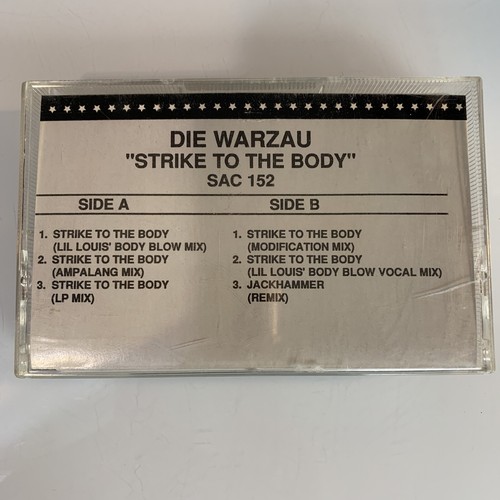 DIE WARZAU
"STRIKE TO THE BODY"
SAC 152
SIDE A
1. STRIKE TO THE BODY
(LIL LOUIS' BODY BLOW MIX)
2. STRIKE TO THE BODY
(AMPALANG MIX)
3. STRIKE TO THE BODY
(LP MIX)
SIDE B
1. STRIKE TO THE BODY
(MODIFICATION MIX)
2. STRIKE TO THE BODY
(LIL LOUIS' BODY BLOW VOCAL MIX)
3. JACKHAMMER
(REMIX)